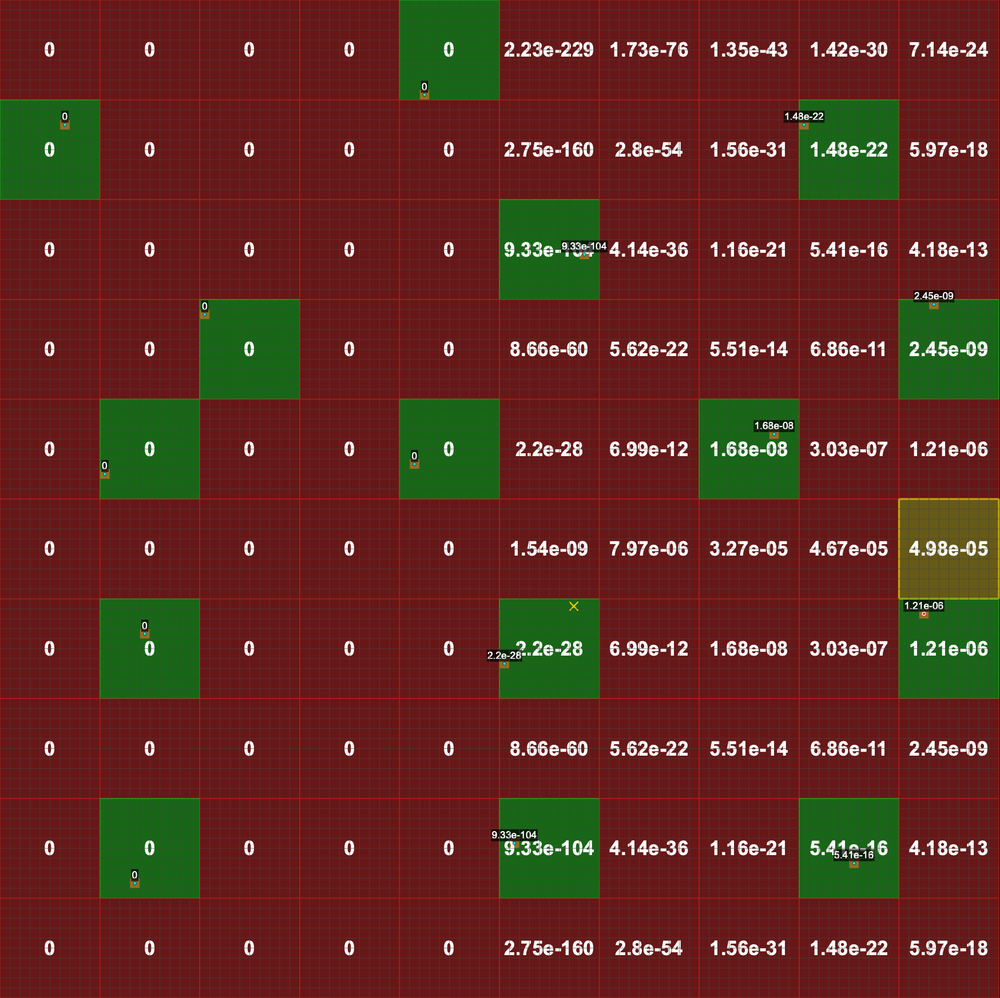 0 0 0 0 0 2.23e-229 1.73e-76 1.35e-43 1.42e-30 7.14e-24
0
0 1.48e-22
0 0 0 0 0 2.75e-160 2.8e-54 1.56e-31 1.48e-22 5.97e-18
9.33e-104
0 0 0 0 0 9.33e-104 4.14e-36 1.16e-21 5.41e-16 4.18e-13
2.45e-09
0
0 0 0 0 0 8.66e-60 5.62e-22 5.51e-14 6.86e-11 2.45e-09
1.68e-08
0 0 0 0 0 2.2e-28 6.99e-12 1.68e-08 3.03e-07 1.21e-06
0
0
0 0 0 0 0 1.54e-09 7.97e-06 3.27e-05 4.67e-05 4.98e-05
1.21e-06
0
0 0 0 0 0 2.2e-28 6.99e-12 1.68e-08 3.03e-07 1.21e-06
2.2e-28
0 0 0 0 0 8.66e-60 5.62e-22 5.51e-14 6.86e-11 2.45e-09
9.33e-104
0 0 0 0 0 9.33e-104 4.14e-36 1.16e-21 5.41e-16 4.18e-13
5.41e-16
0
0 0 0 0 0 2.75e-160 2.8e-54 1.56e-31 1.48e-22 5.97e-18